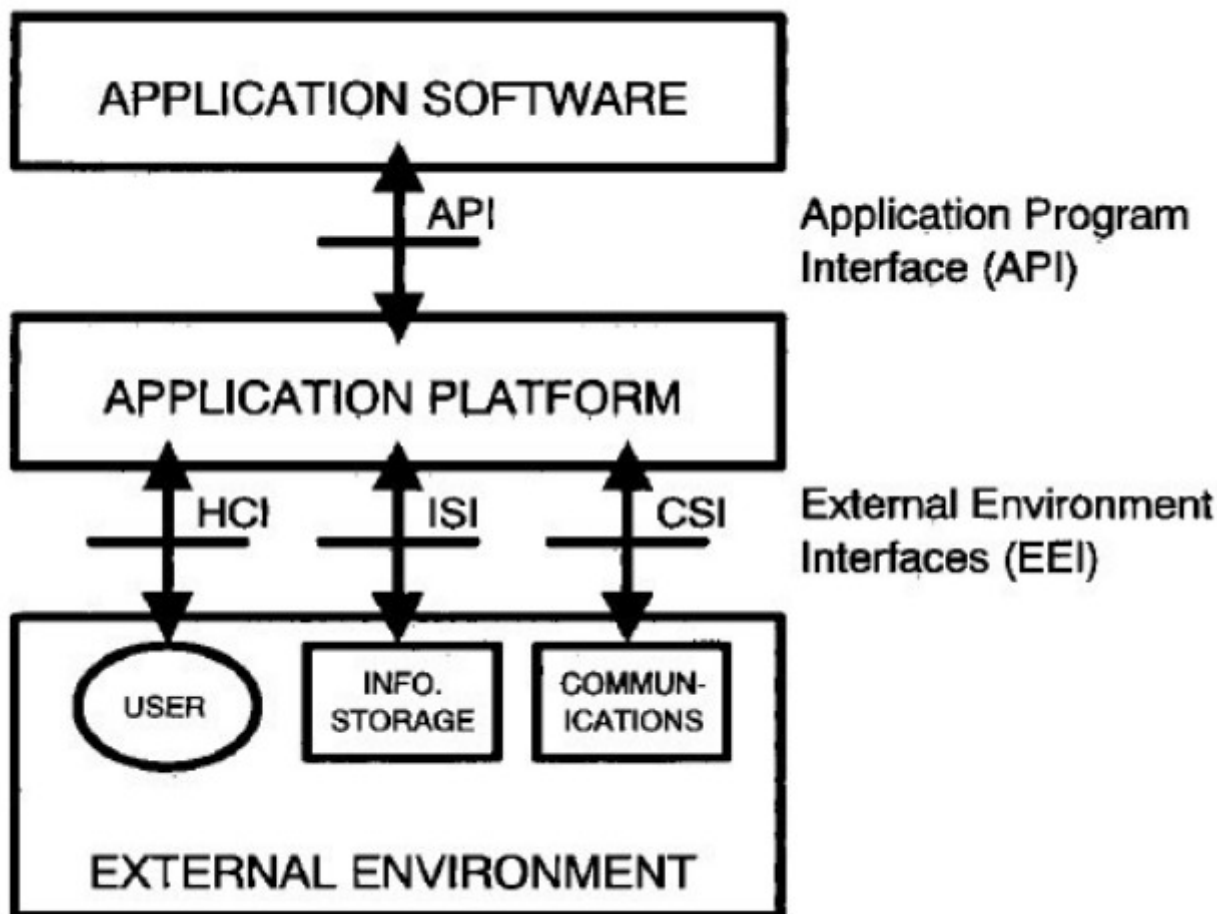 APPLICATION SOFTWARE
API
Application Program
Interface (API)
APPLICATION PLATFORM
HCI
ISI
CSI
External Environment
Interfaces (EEI)
USER
INFO.
STORAGE
COMMUN-
ICATIONS
EXTERNAL ENVIRONMENT